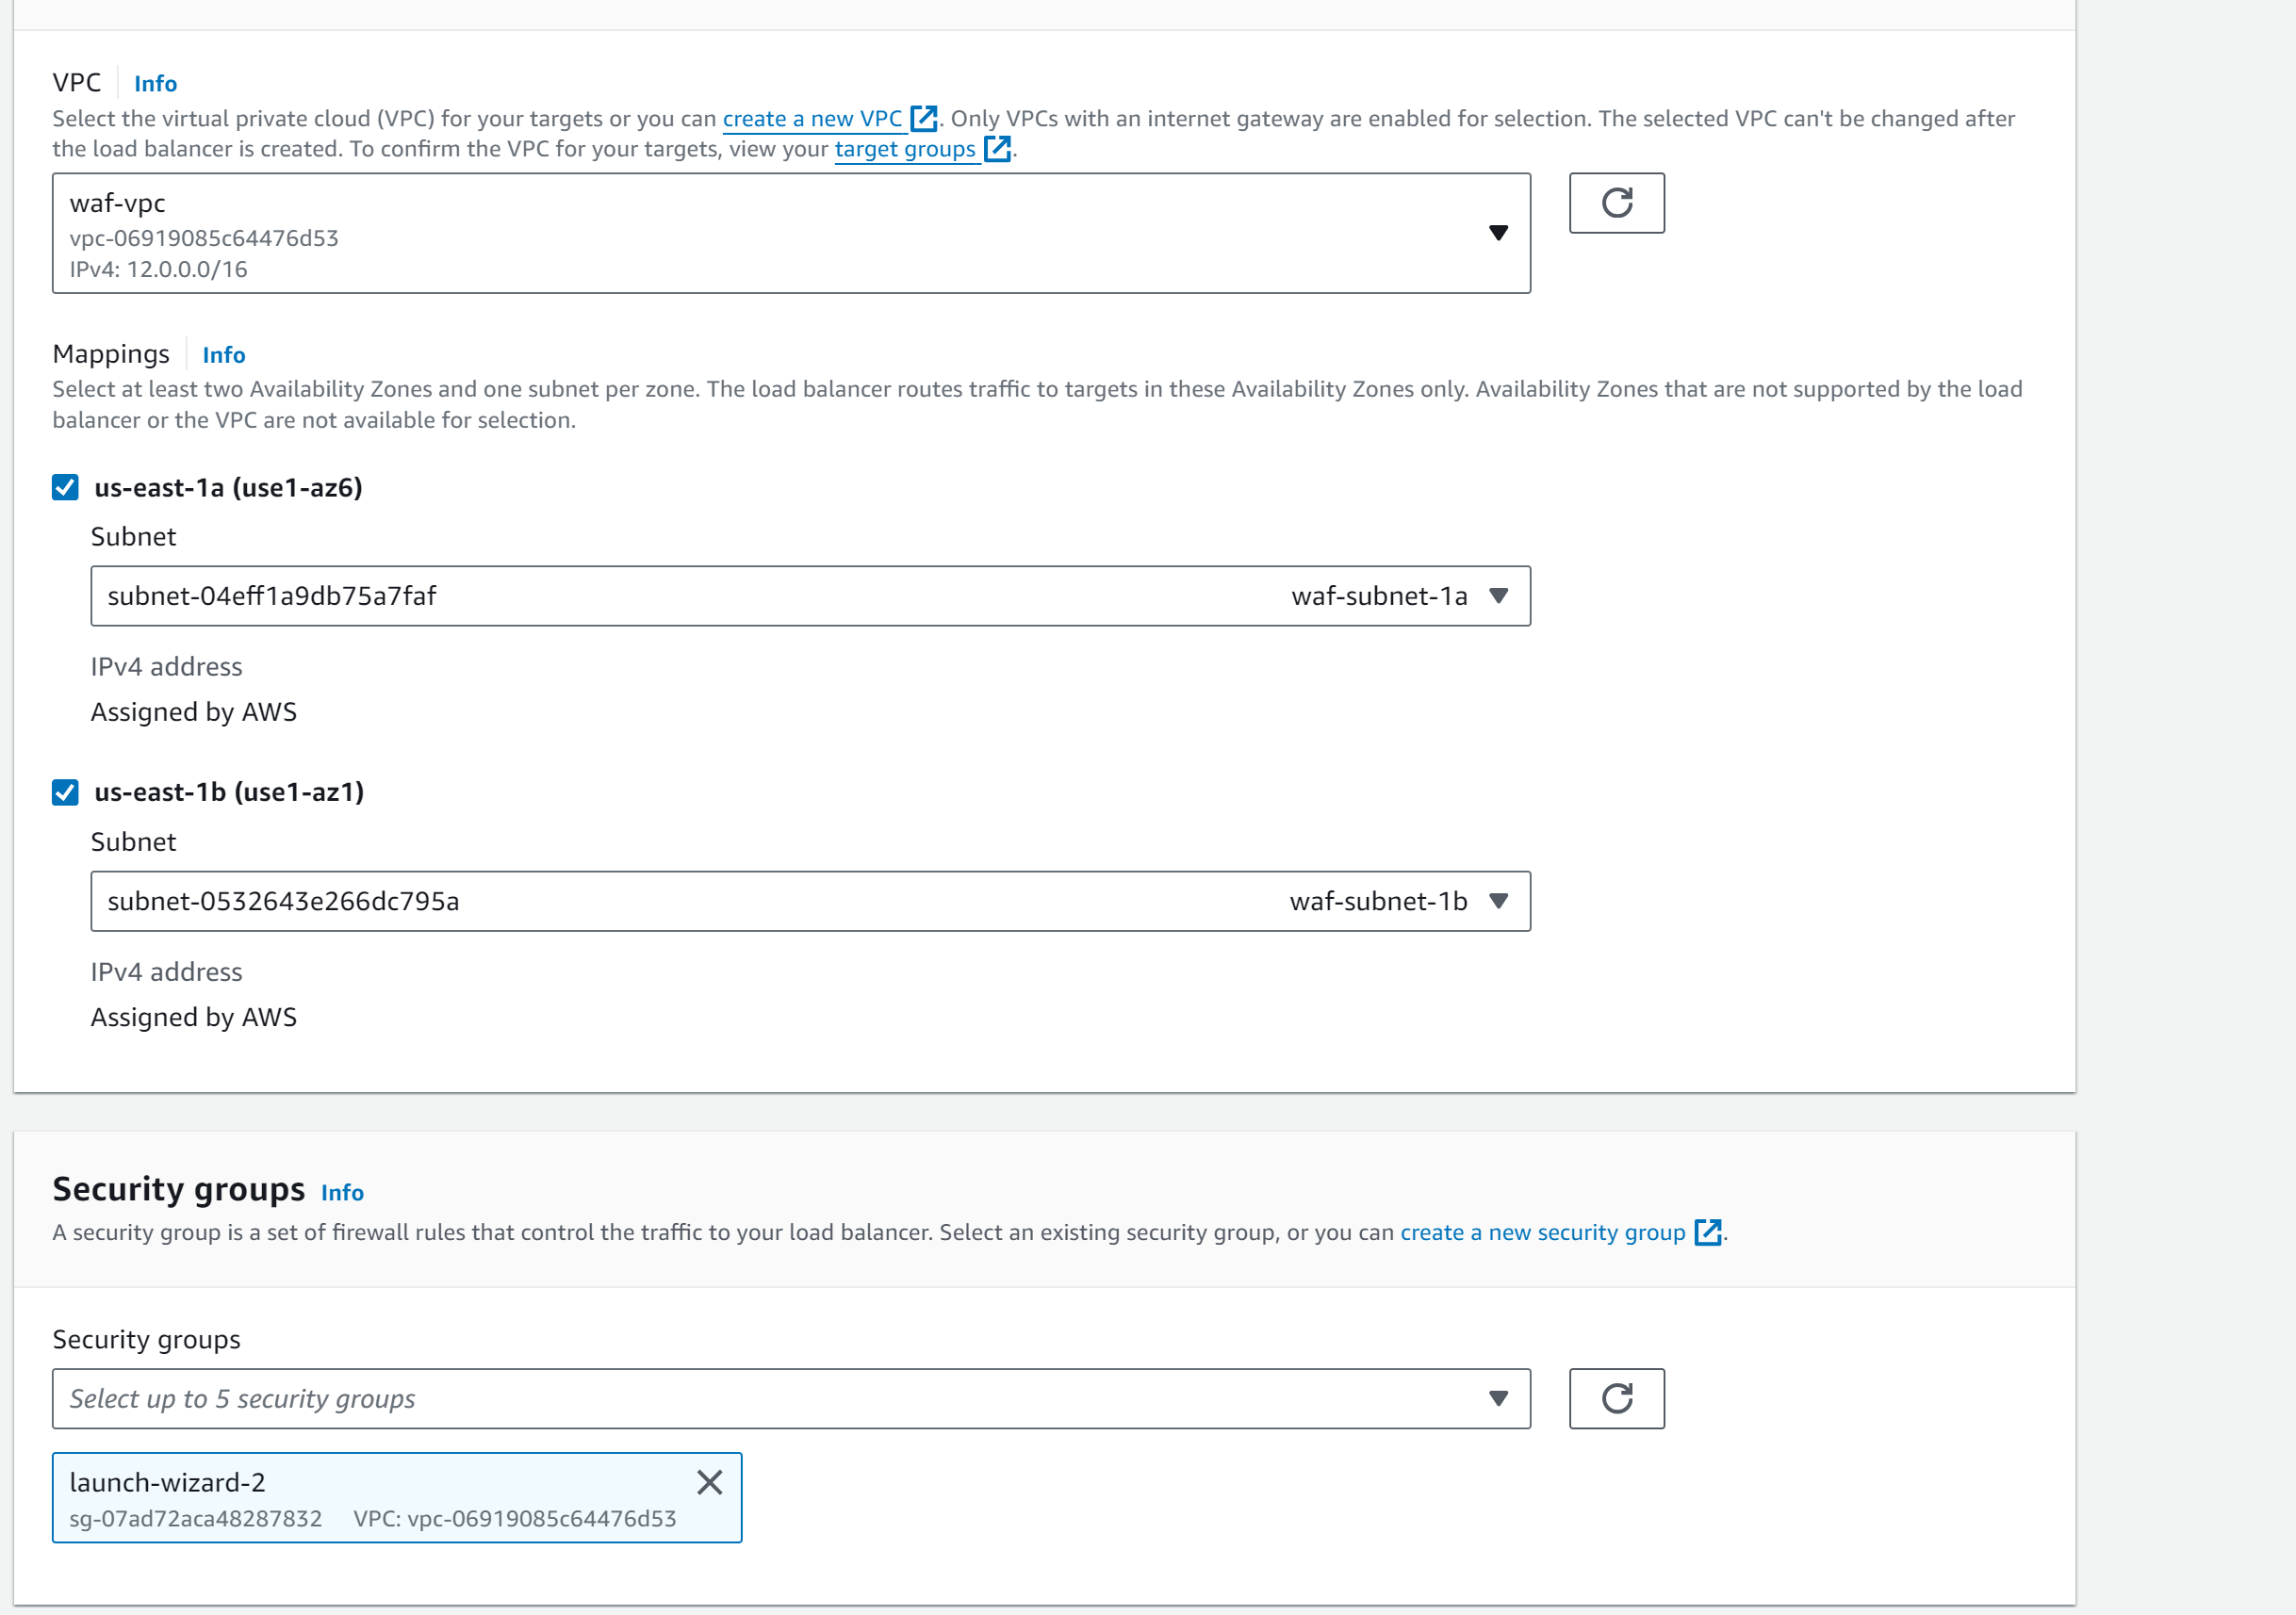 VPC Info
Select the virtual private cloud (VPC) for your targets or you can create a new VPC. Only VPCs with an internet gateway are enabled for selection. The selected VPC can't be changed after
the load balancer is created. To confirm the VPC for your targets, view your target groups.
waf-vpc
vpc-06919085c64476d53
IPv4: 12.0.0.0/16
Mappings Info
Select at least two Availability Zones and one subnet per zone. The load balancer routes traffic to targets in these Availability Zones only. Availability Zones that are not supported by the load
balancer or the VPC are not available for selection.
us-east-1a (use1-az6)
Subnet
subnet-04eff1a9db75a7faf waf-subnet-1a
IPv4 address
Assigned by AWS
us-east-1b (use1-az1)
Subnet
subnet-0532643e266dc795a waf-subnet-1b
IPv4 address
Assigned by AWS
Security groups Info
A security group is a set of firewall rules that control the traffic to your load balancer. Select an existing security group, or you can create a new security group.
Security groups
Select up to 5 security groups
launch-wizard-2
sg-07ad72aca48287832 VPC: vpc-06919085c64476d53